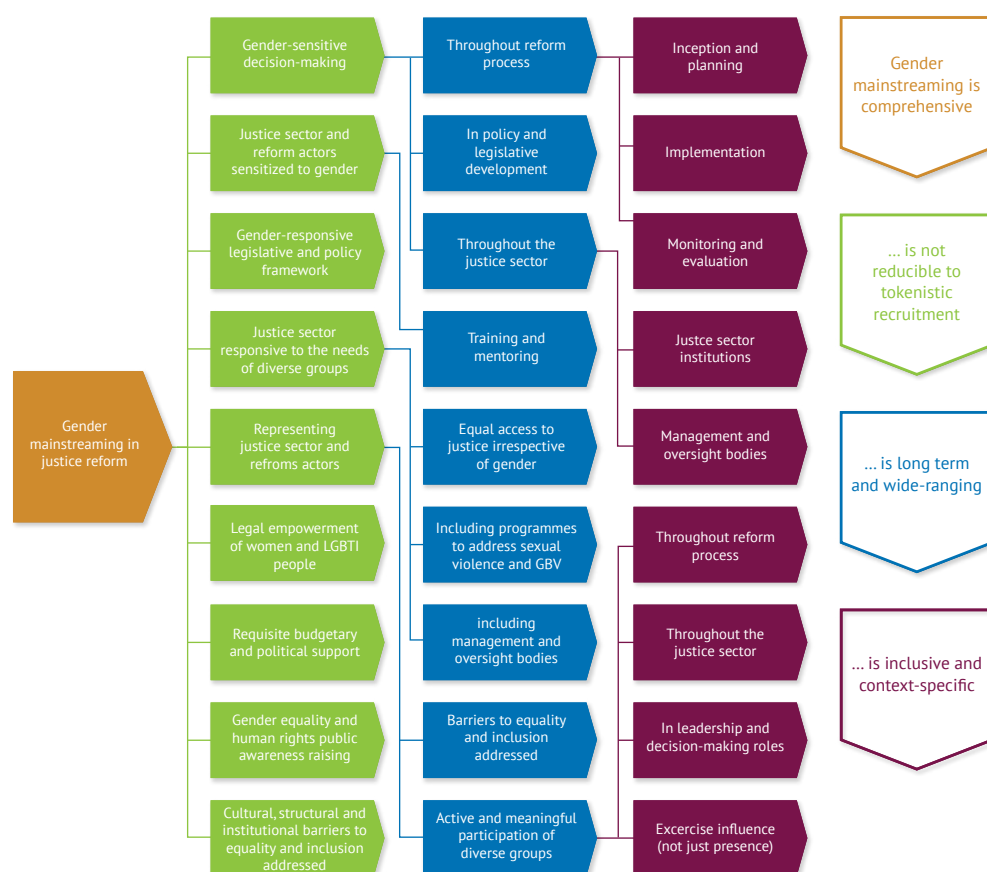 Gender
mainstreaming in
justice reform
Gender-sensitive
decision-making
Justice sector and
reform actors
sensitized to gender
Gender-responsive
legislative and policy
framework
Justice sector
responsive to the needs
of diverse groups
Representing
justice sector and
refroms actors
Legal empowerment
of women and LGBTI
people
Requisite budgetary
and political support
Gender equality and
human rights public
awareness raising
Cultural, structural and
institutional barriers to
equality and inclusion
addressed
Throughout reform
process
In policy and
legislative
development
Throughout the
justice sector
Training and
mentoring
Equal access to
justice irrespective
of gender
Including programmes
to address sexual
violence and GBV
including
management and
oversight bodies
Barriers to equality
and inclusion
addressed
Active and meaningful
participation of
diverse groups
Inception and
planning
Implementation
Monitoring and
evaluation
Justce sector
institutions
Management and
oversight bodies
Throughout reform
process
Throughout the
justice sector
In leadership and
decision-making roles
Excercise influence
(not just presence)
Gender
mainstreaming is
comprehensive
... is not
reducible to
tokenistic
recruitment
... is long term
and wide-ranging
... is inclusive and
context-specific